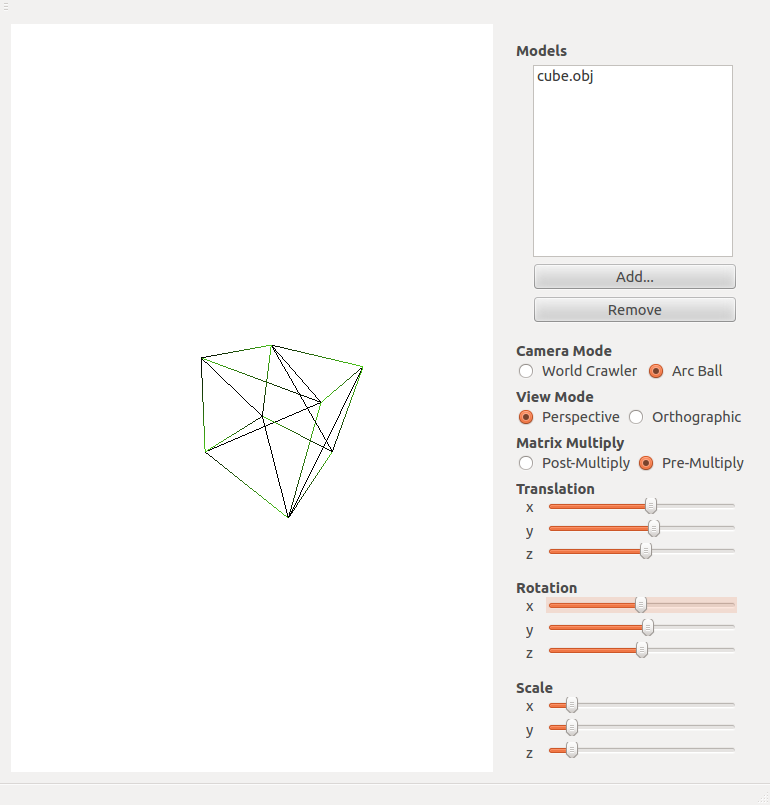 Models
cube.obj
Add...
Remove
Camera Mode
World Crawler Arc Ball
View Mode
Perspective Orthographic
Matrix Multiply
Post-Multiply Pre-Multiply
Translation
x
y
z
Rotation
x
y
z
Scale
x
y
z